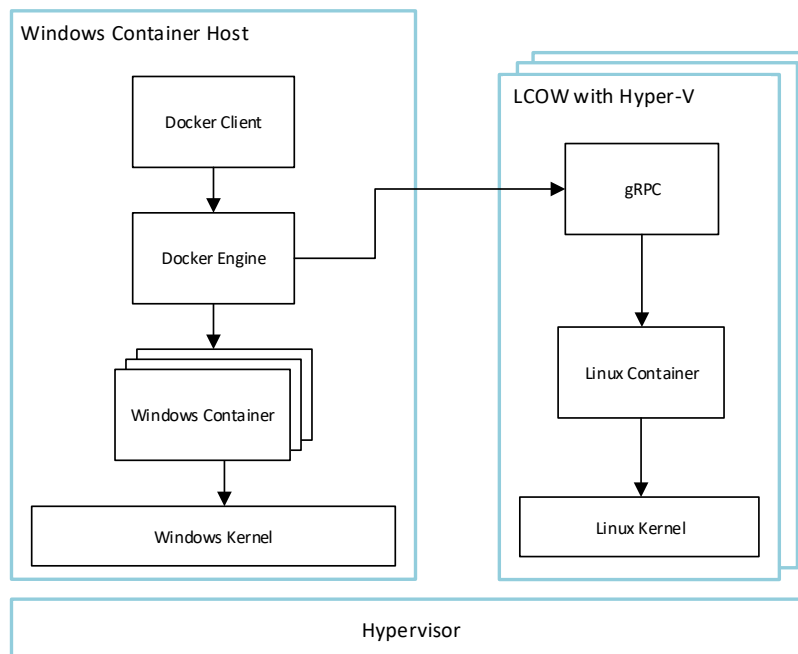 Windows Container Host
Docker Client
Docker Engine
Windows Container
Windows Kernel
LCOW with Hyper-V
gRPC
Linux Container
Linux Kernel
Hypervisor